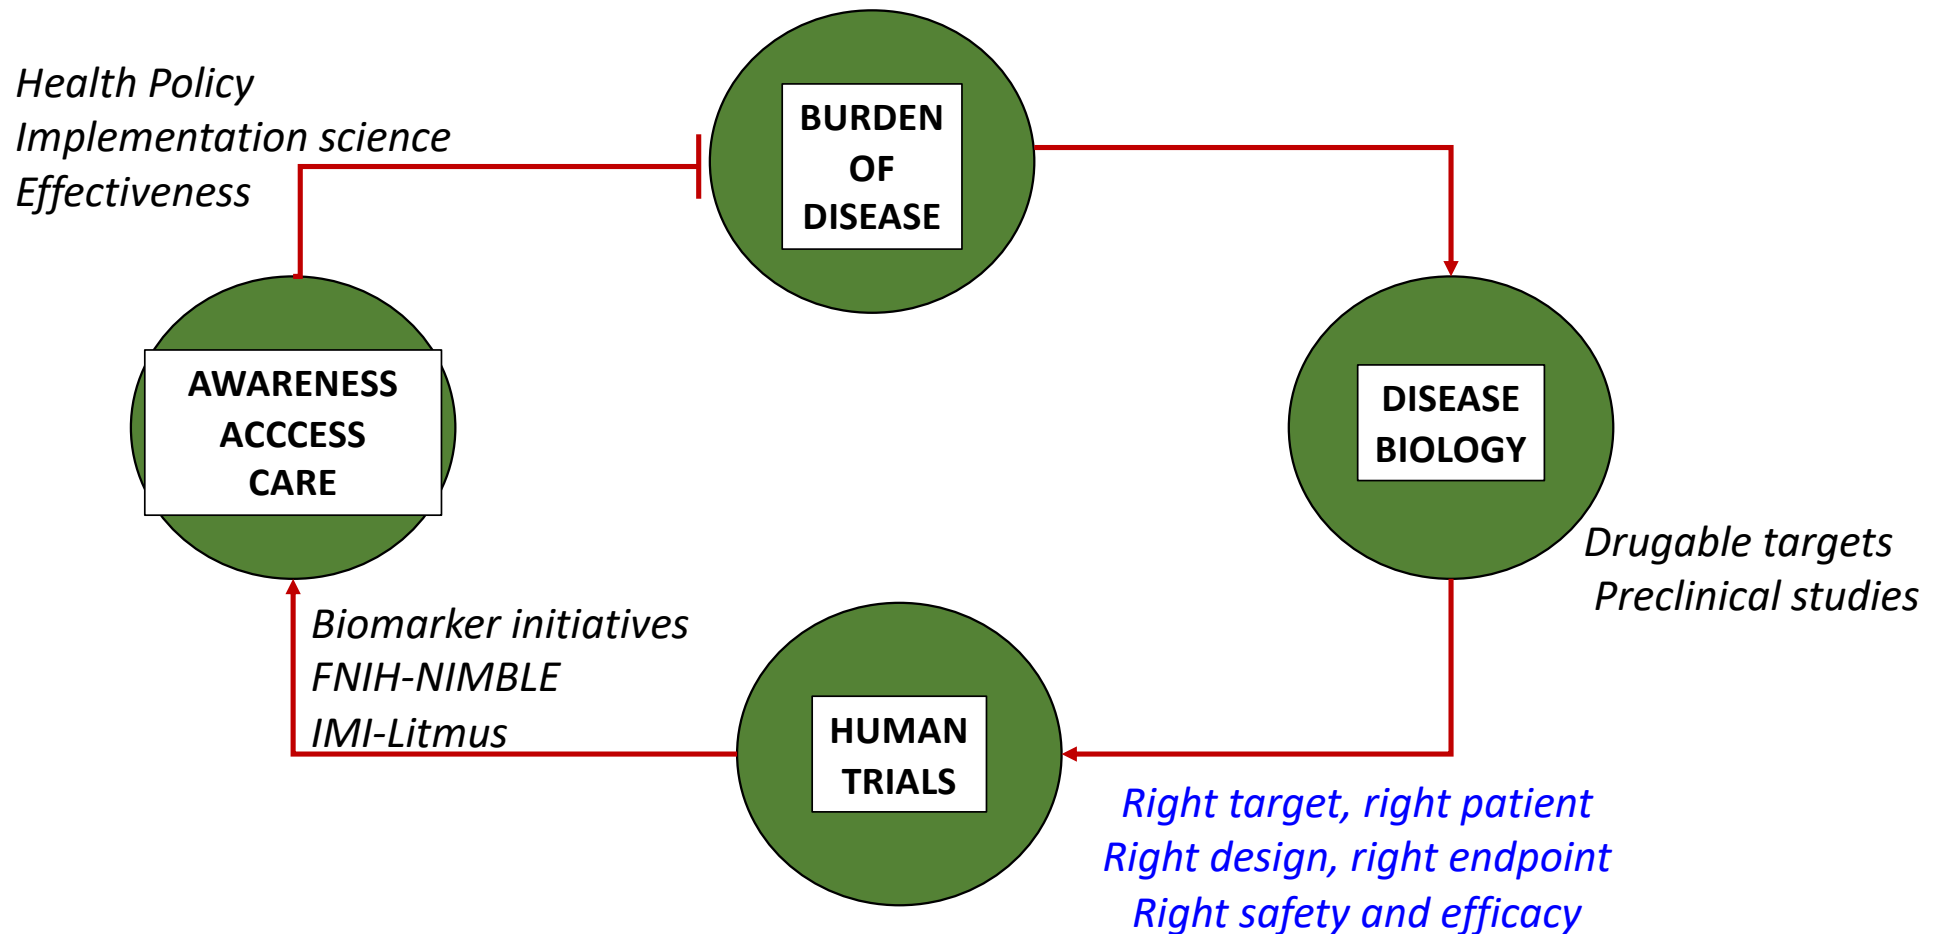 Health Policy
Implementation science
Effectiveness
BURDEN
OF
DISEASE
AWARENESS
ACCCESS
CARE
DISEASE
BIOLOGY
Drugable targets
Preclinical studies
Biomarker initiatives
FNIH-NIMBLE
IMI-Litmus
HUMAN
TRIALS
Right target, right patient
Right design, right endpoint
Right safety and efficacy